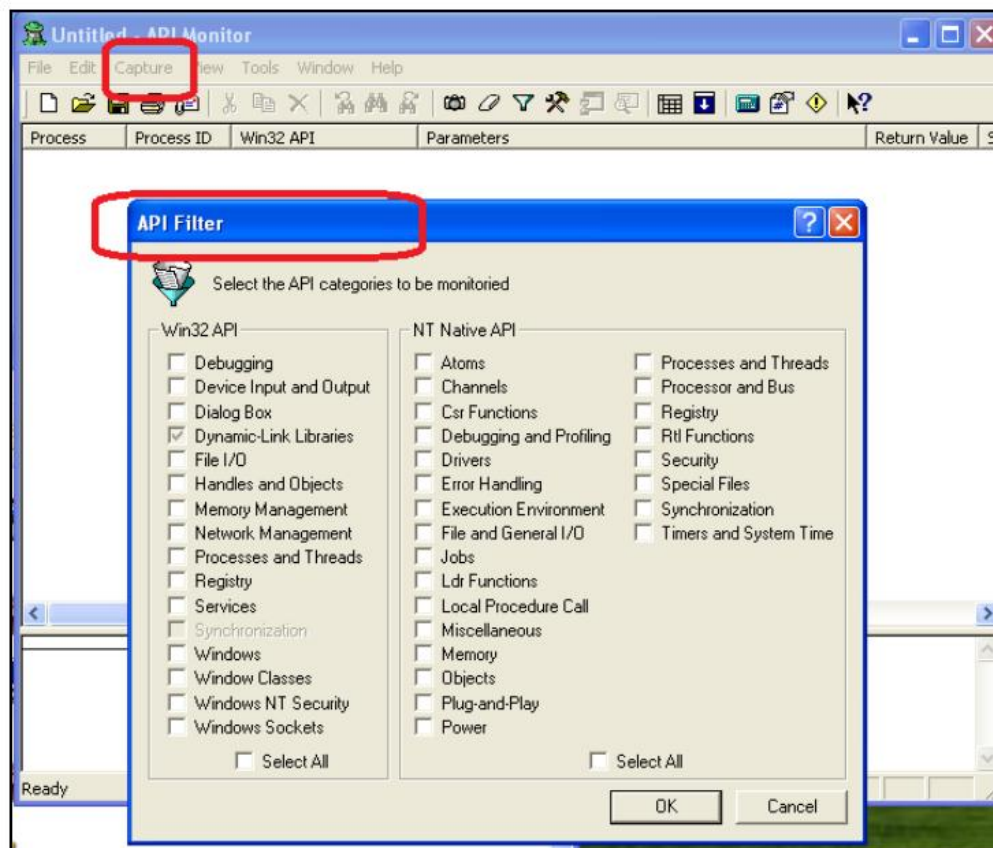 Untitled - API Monitor
File Edit Capture View Tools Window Help
Process Process ID Win32 API Parameters Return Value S
API Filter
Select the API categories to be monitoried
Win32 API
Debugging
Device Input and Output
Dialog Box
Dynamic-Link Libraries
File I/O
Handles and Objects
Memory Management
Network Management
Processes and Threads
Registry
Services
Synchronization
Windows
Window Classes
Windows NT Security
Windows Sockets
Select All
NT Native API
Atoms
Channels
Csr Functions
Debugging and Profiling
Drivers
Error Handling
Execution Environment
File and General I/O
Jobs
Ldr Functions
Local Procedure Call
Miscellaneous
Memory
Objects
Plug-and-Play
Power
Processes and Threads
Processor and Bus
Registry
Rtl Functions
Security
Special Files
Synchronization
Timers and System Time
Select All
Ready
OK Cancel